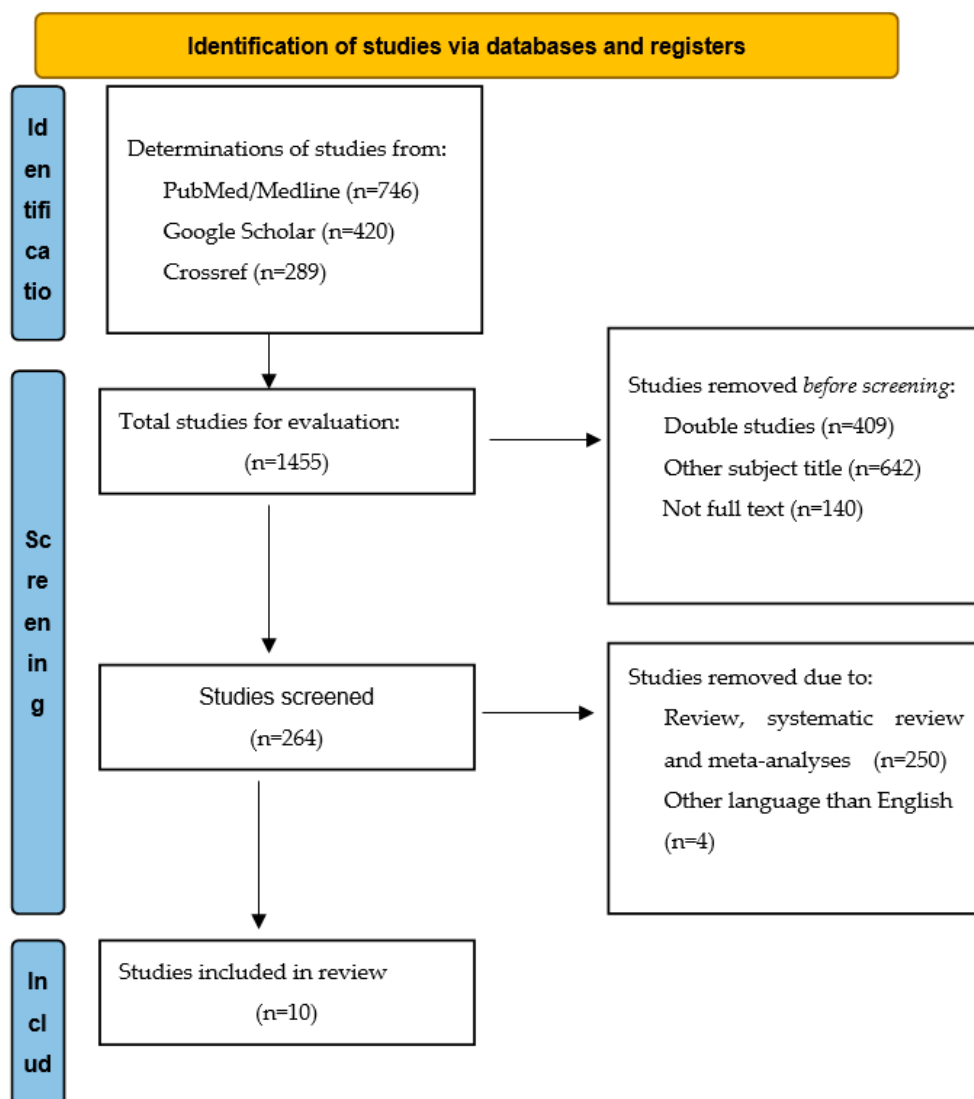 Identification of studies via databases and registers
Id
en
tifi
ca
tio
Determinations of studies from:
PubMed/Medline (n=746)
Google Scholar (n=420)
Crossref (n=289)
Sc
re
en
in
g
Total studies for evaluation:
(n=1455)
Studies removed before screening:
Double studies (n=409)
Other subject title (n=642)
Not full text (n=140)
Studies screened
(n=264)
Studies removed due to:
Review, systematic review
and meta-analyses (n=250)
Other language than English
(n=4)
In
cl
ud
Studies included in review
(n=10)